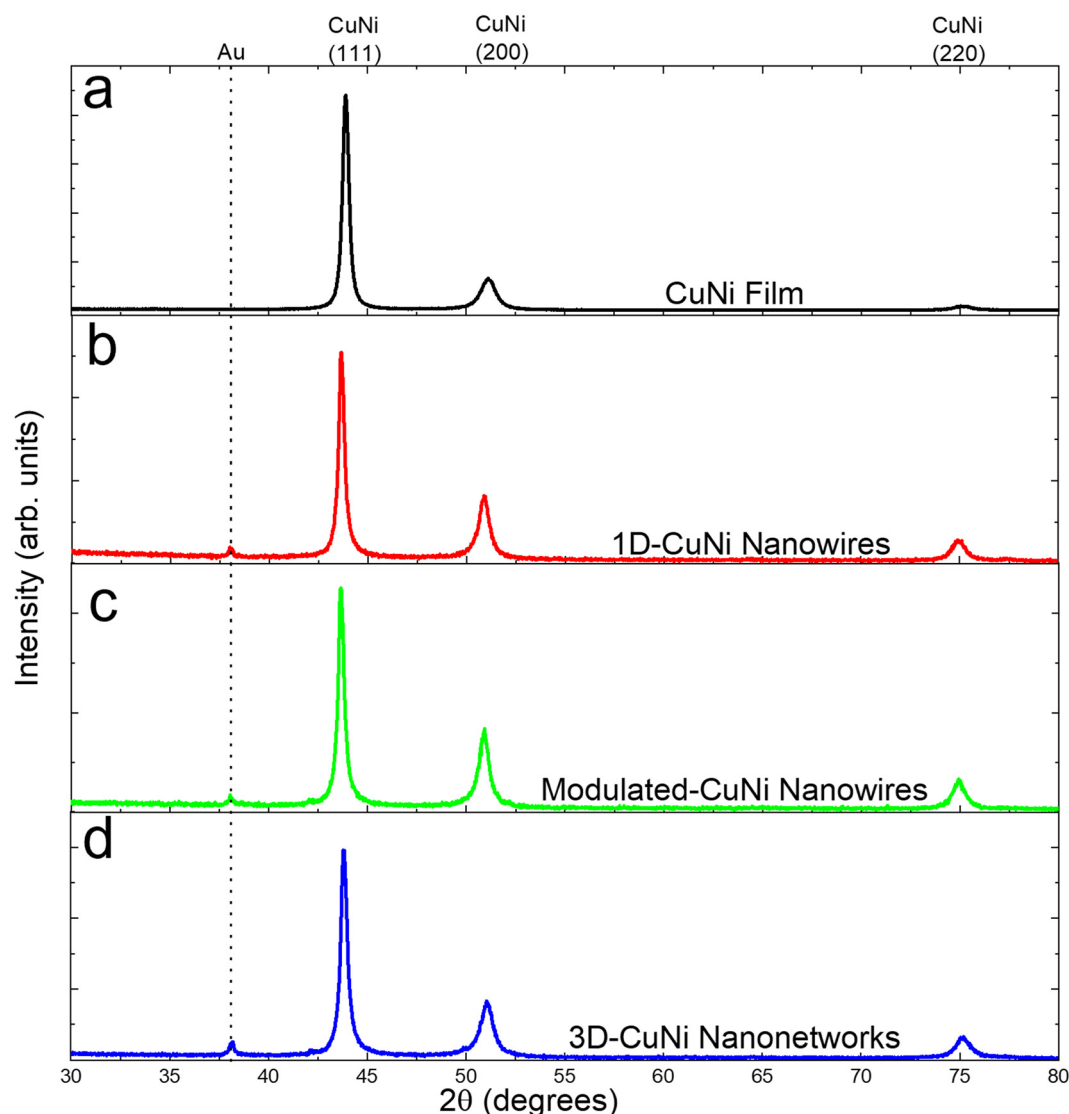 Au
CuNi
(111)
CuNi
(200)
CuNi
(220)
a
CuNi Film
b
1D-CuNi Nanowires
c
Modulated-CuNi Nanowires
d
3D-CuNi Nanonetworks
Intensity (arb. units)
30 35 40 45 50 55 60 65 70 75 80
2θ (degrees)